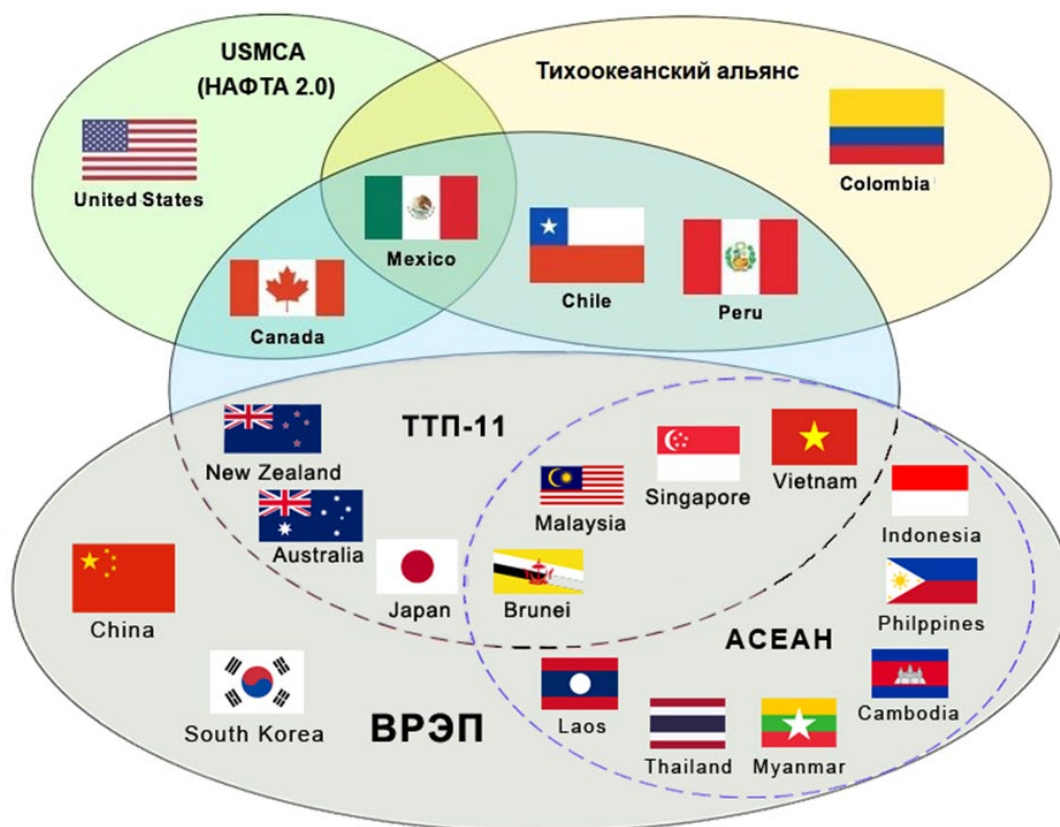 USMCA
(НАФТА 2.0)
Тихоокеанский альянс
United States
Colombia
Mexico
Chile
Peru
Canada
ТТП-11
New Zealand
Singapore
Vietnam
Malaysia
Indonesia
Australia
Japan
Brunei
China
Philppines
АСЕАН
South Korea
ВРЭП
Laos
Cambodia
Thailand
Myanmar